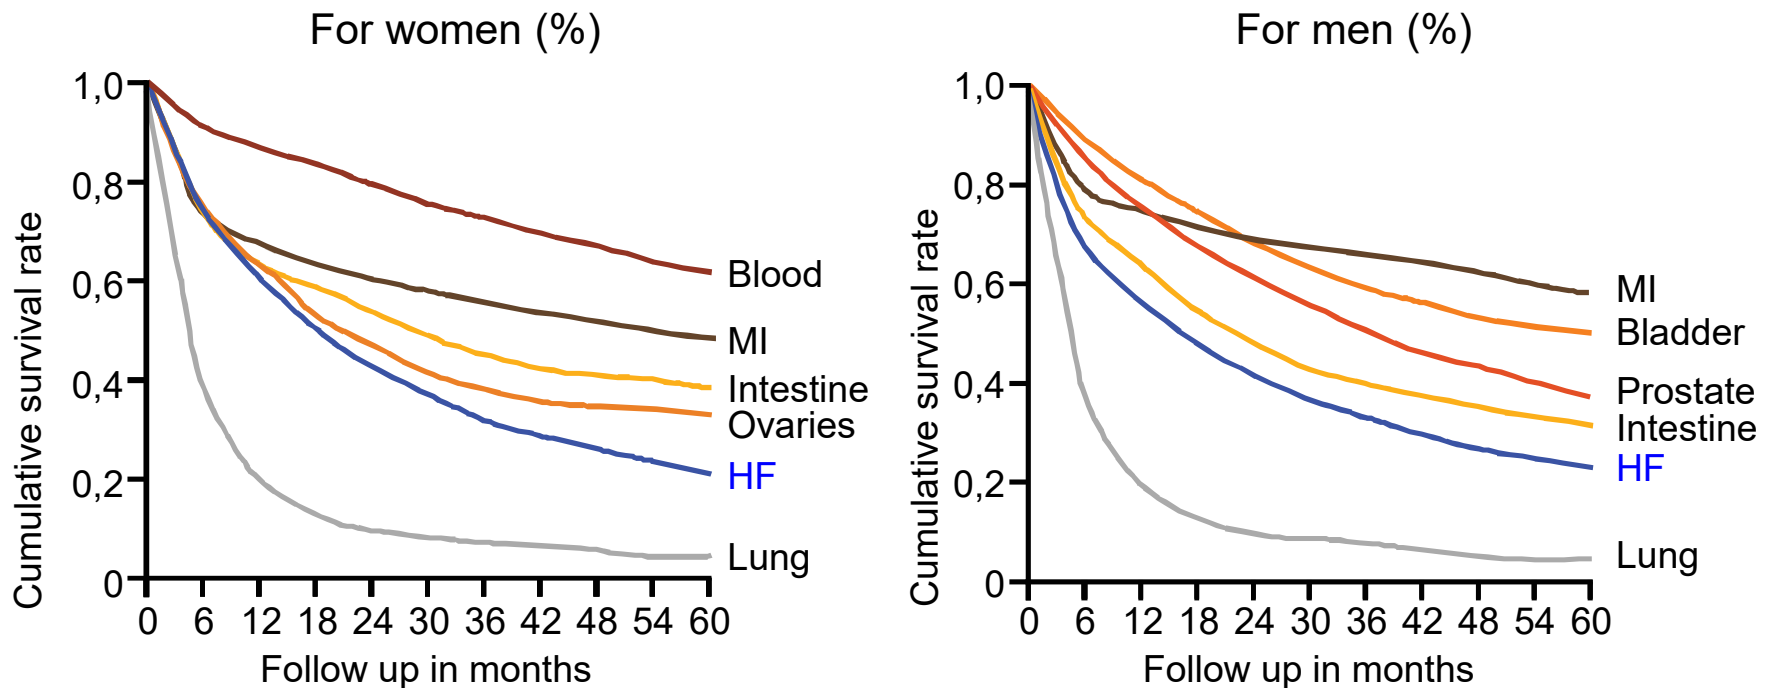 For women (%)
Cumulative survival rate
1,0
0,8
0,6
0,4
0,2
0
0 6 12 18 24 30 36 42 48 54 60
Follow up in months
Blood
MI
Intestine
Ovaries
HF
Lung
For men (%)
Cumulative survival rate
1,0
0,8
0,6
0,4
0,2
0
0 6 12 18 24 30 36 42 48 54 60
Follow up in months
MI
Bladder
Prostate
Intestine
HF
Lung